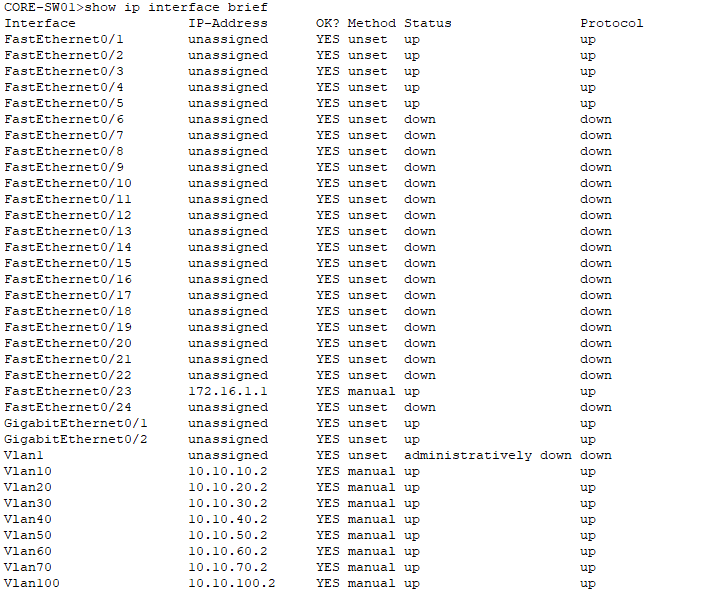 CORE-SW01>show ip interface brief
Interface              IP-Address      OK? Method Status                Protocol
FastEthernet0/1        unassigned      YES unset  up                    up
FastEthernet0/2        unassigned      YES unset  up                    up
FastEthernet0/3        unassigned      YES unset  up                    up
FastEthernet0/4        unassigned      YES unset  up                    up
FastEthernet0/5        unassigned      YES unset  up                    up
FastEthernet0/6        unassigned      YES unset  down                  down
FastEthernet0/7        unassigned      YES unset  down                  down
FastEthernet0/8        unassigned      YES unset  down                  down
FastEthernet0/9        unassigned      YES unset  down                  down
FastEthernet0/10       unassigned      YES unset  down                  down
FastEthernet0/11       unassigned      YES unset  down                  down
FastEthernet0/12       unassigned      YES unset  down                  down
FastEthernet0/13       unassigned      YES unset  down                  down
FastEthernet0/14       unassigned      YES unset  down                  down
FastEthernet0/15       unassigned      YES unset  down                  down
FastEthernet0/16       unassigned      YES unset  down                  down
FastEthernet0/17       unassigned      YES unset  down                  down
FastEthernet0/18       unassigned      YES unset  down                  down
FastEthernet0/19       unassigned      YES unset  down                  down
FastEthernet0/20       unassigned      YES unset  down                  down
FastEthernet0/21       unassigned      YES unset  down                  down
FastEthernet0/22       unassigned      YES unset  down                  down
FastEthernet0/23       172.16.1.1      YES manual up                    up
FastEthernet0/24       unassigned      YES unset  down                  down
GigabitEthernet0/1     unassigned      YES unset  up                    up
GigabitEthernet0/2     unassigned      YES unset  up                    up
Vlan1                  unassigned      YES unset  administratively down down
Vlan10                 10.10.10.2      YES manual up                    up
Vlan20                 10.10.20.2      YES manual up                    up
Vlan30                 10.10.30.2      YES manual up                    up
Vlan40                 10.10.40.2      YES manual up                    up
Vlan50                 10.10.50.2      YES manual up                    up
Vlan60                 10.10.60.2      YES manual up                    up
Vlan70                 10.10.70.2      YES manual up                    up
Vlan100                10.10.100.2     YES manual up                    up